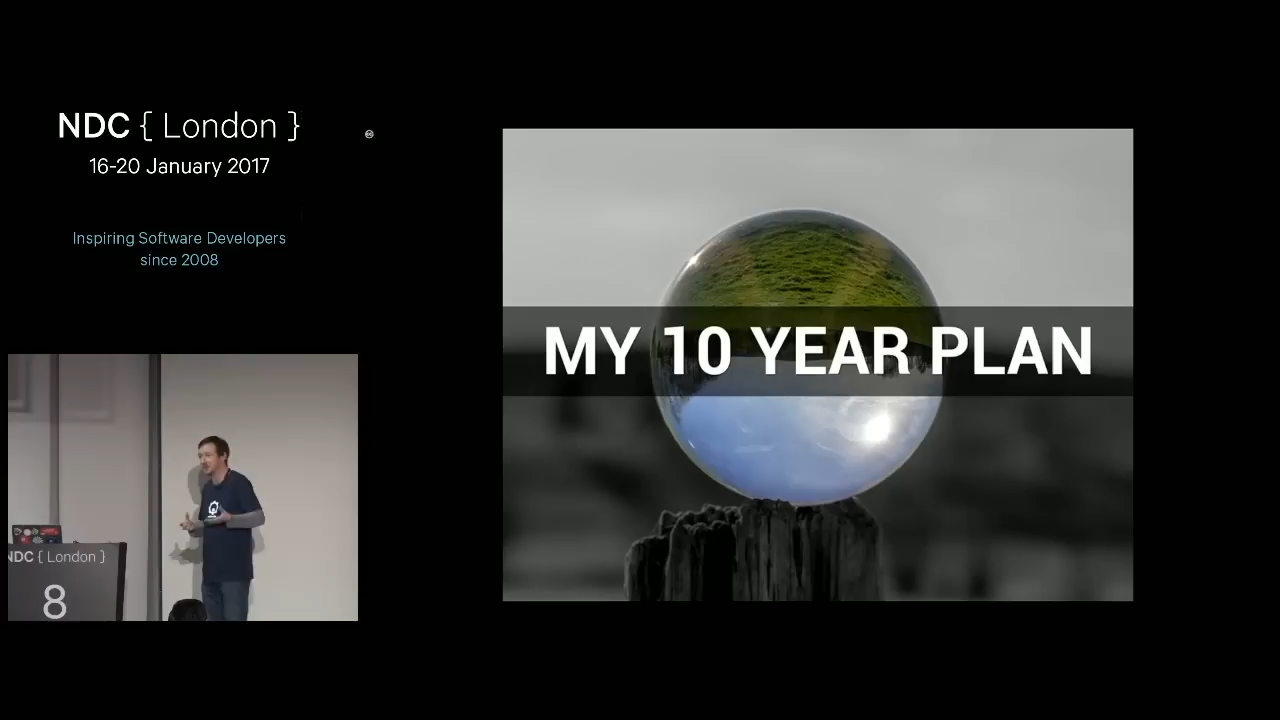 NDC { London }
16-20 January 2017
Inspiring Software Developers
since 2008
MY 10 YEAR PLAN
NDC { London }
8